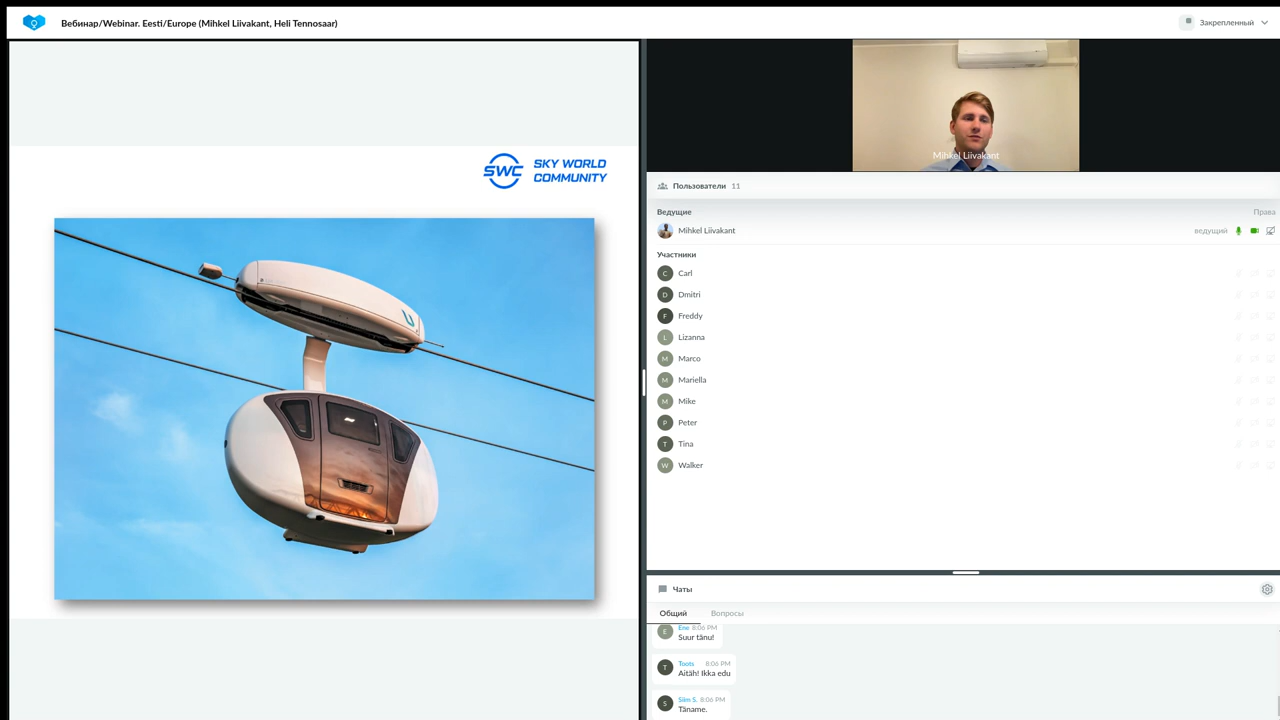 Вебинар/Webinar. Eesti/Europe (Mihkel Liivakant, Heli Tennosaar)
Закрепленный
SWC SKY WORLD
COMMUNITY
Mihkel Liivakant
Пользователи 11
Ведущие Права
Mihkel Liivakant ведущий
Участники
C Carl
D Dmitri
F Freddy
L Lizanna
M Marco
M Mariella
M Mike
P Peter
T Tina
W Walker
Чаты
Общий Вопросы
E Ene 8:06 PM
Suur tänu!
T Toots 8:06 PM
Aitäh! Ikka edu
S Siim S. 8:06 PM
Täname.